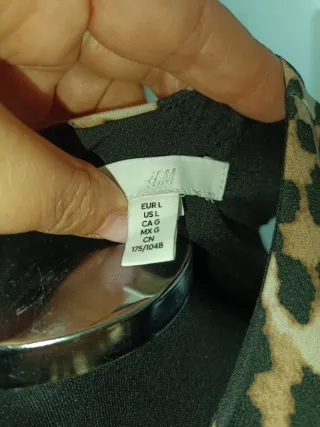 H&M
EUR L
US L
CA G
MX G
CN
175/104B